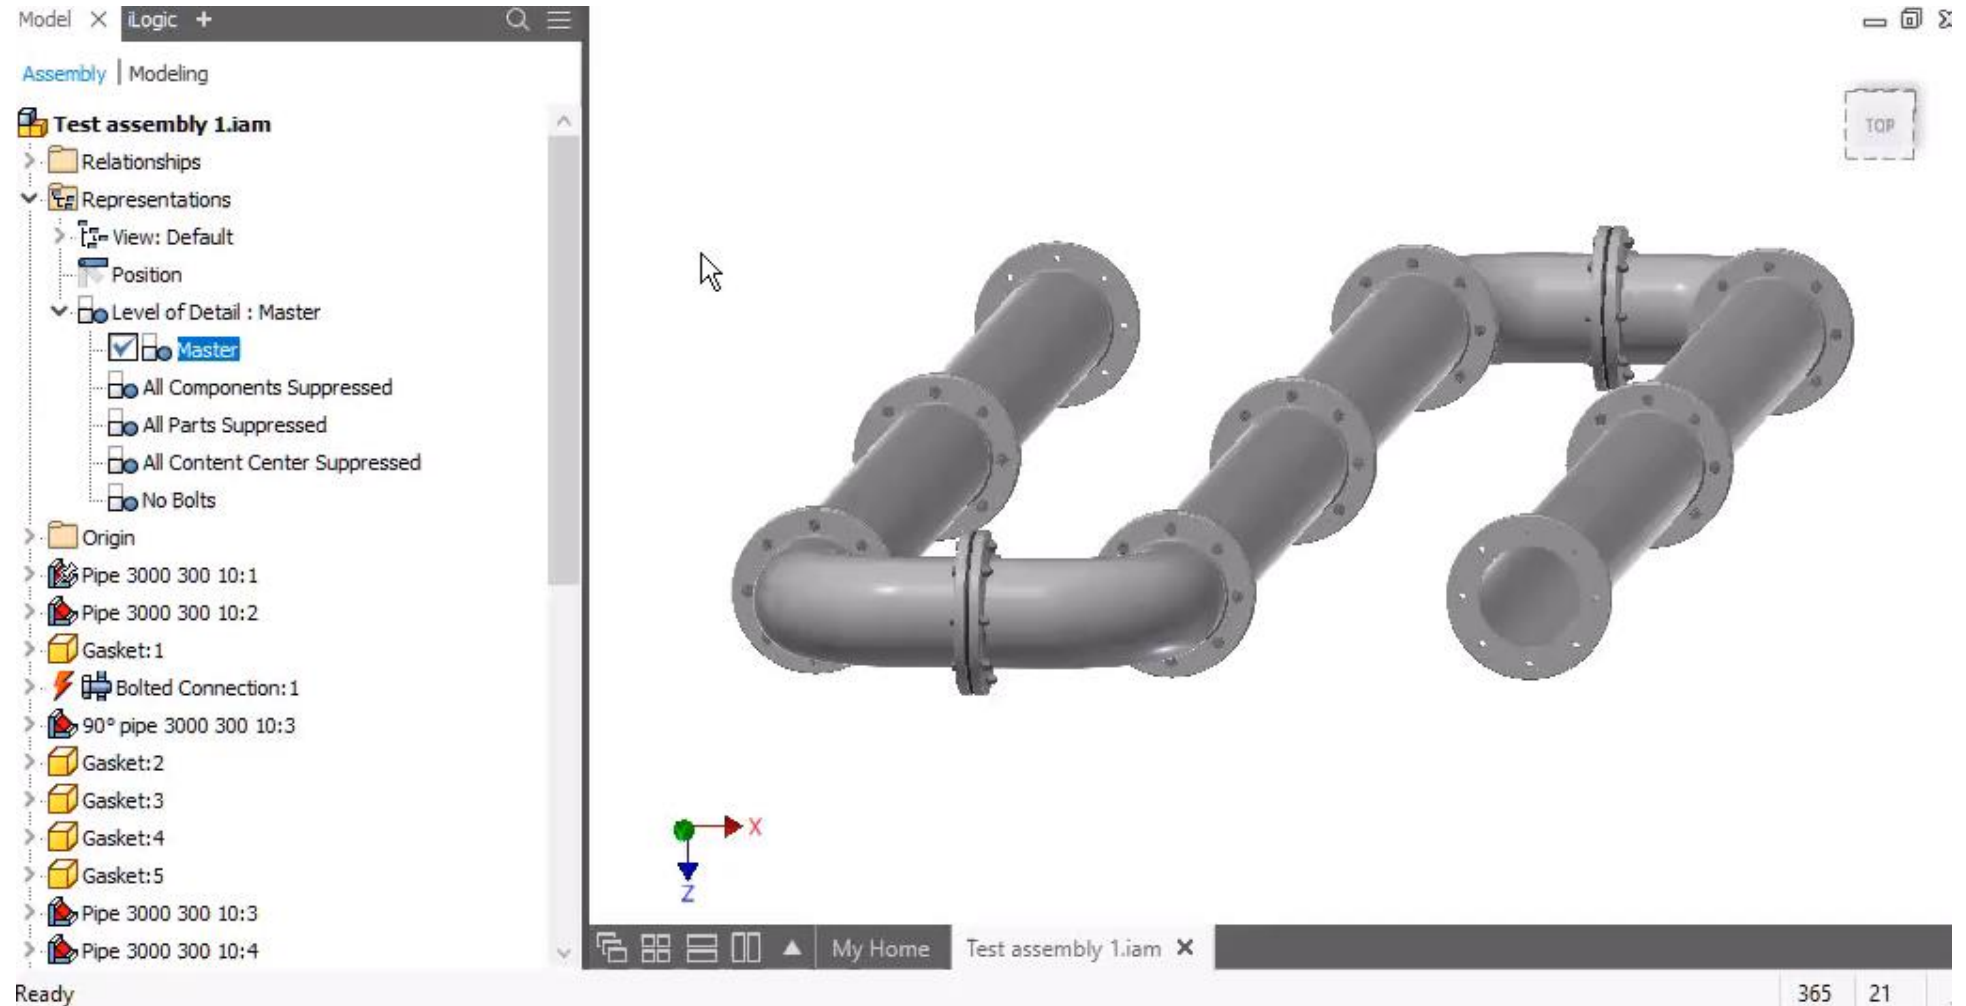 Model iLogic +
Assembly | Modeling
Test assembly 1.iam
Relationships
Representations
View: Default
Position
Level of Detail : Master
Master
All Components Suppressed
All Parts Suppressed
All Content Center Suppressed
No Bolts
Origin
Pipe 3000 300 10:1
Pipe 3000 300 10:2
Gasket:1
Bolted Connection:1
90° pipe 3000 300 10:3
Gasket:2
Gasket:3
Gasket:4
Gasket:5
Pipe 3000 300 10:3
Pipe 3000 300 10:4
TOP
X
Z
My Home Test assembly 1.iam
Ready 365 21